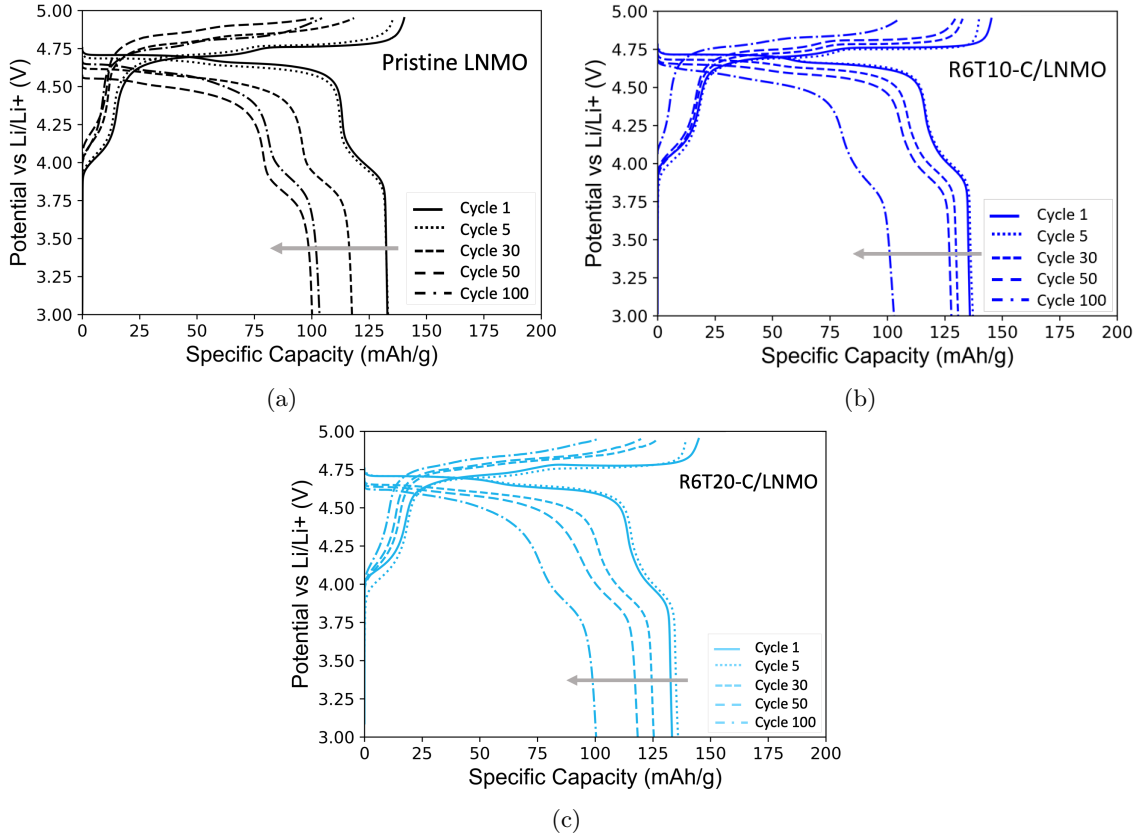 5.00
4.75
4.50
4.25
4.00
3.75
3.50
3.25
3.00
Potential vs Li/Li+ (V)
Pristine LNMO
Cycle 1
Cycle 5
Cycle 30
Cycle 50
Cycle 100
0 25 50 75 100 125 150 175 200
Specific Capacity (mAh/g)
(a)
5.00
4.75
4.50
4.25
4.00
3.75
3.50
3.25
3.00
Potential vs Li/Li+ (V)
R6T10-C/LNMO
Cycle 1
Cycle 5
Cycle 30
Cycle 50
Cycle 100
0 25 50 75 100 125 150 175 200
Specific Capacity (mAh/g)
(b)
5.00
4.75
4.50
4.25
4.00
3.75
3.50
3.25
3.00
Potential vs Li/Li+ (V)
R6T20-C/LNMO
Cycle 1
Cycle 5
Cycle 30
Cycle 50
Cycle 100
0 25 50 75 100 125 150 175 200
Specific Capacity (mAh/g)
(c)